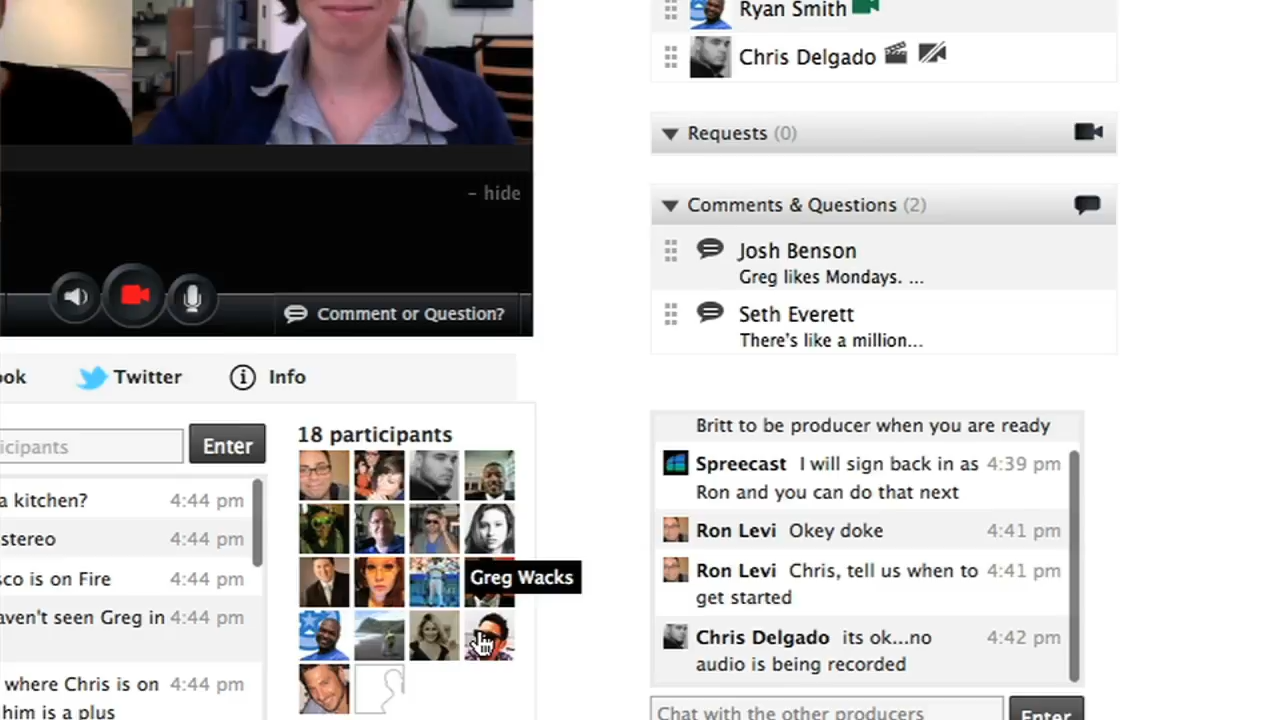 Ryan Smith
Chris Delgado
Requests (0)
– hide
Comments & Questions (2)
Josh Benson
Greg likes Mondays. ...
Seth Everett
There's like a million...
Comment or Question?
ook
Twitter
Info
icipants
Enter
18 participants
a kitchen? 4:44 pm
stereo 4:44 pm
sco is on Fire 4:44 pm
aven't seen Greg in 4:44 pm
where Chris is on 4:44 pm
him is a plus
Greg Wacks
Britt to be producer when you are ready
Spreecast I will sign back in as 4:39 pm
Ron and you can do that next
Ron Levi Okey doke 4:41 pm
Ron Levi Chris, tell us when to 4:41 pm
get started
Chris Delgado its ok...no 4:42 pm
audio is being recorded
Chat with the other producers
Enter